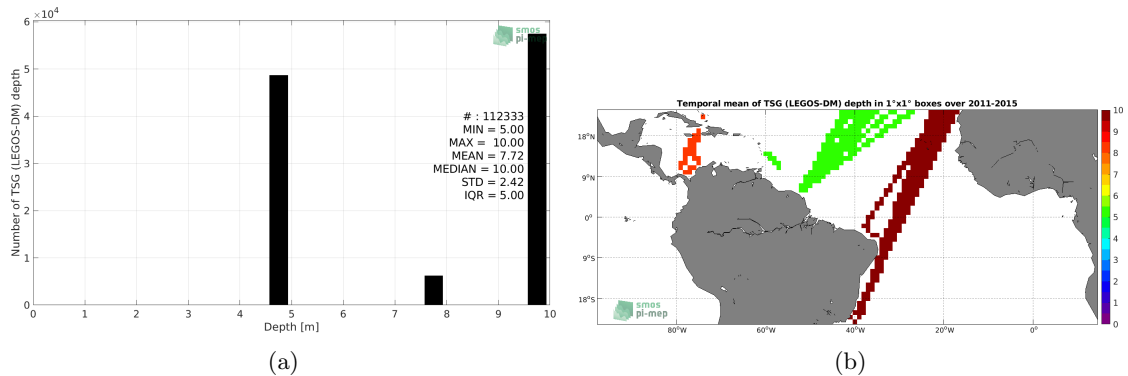 ×10⁴
6
5
4
3
2
1
0
Number of TSG (LEGOS-DM) depth
smos
pi-mep
# : 112333
MIN = 5.00
MAX = 10.00
MEAN = 7.72
MEDIAN = 10.00
STD = 2.42
IQR = 5.00
0 1 2 3 4 5 6 7 8 9 10
Depth [m]
(a)
Temporal mean of TSG (LEGOS-DM) depth in 1°x1° boxes over 2011-2015
18°N
9°N
0°
9°S
18°S
smos
pi-mep
80°W 60°W 40°W 20°W 0°
10
9
8
7
6
5
4
3
2
1
0
(b)